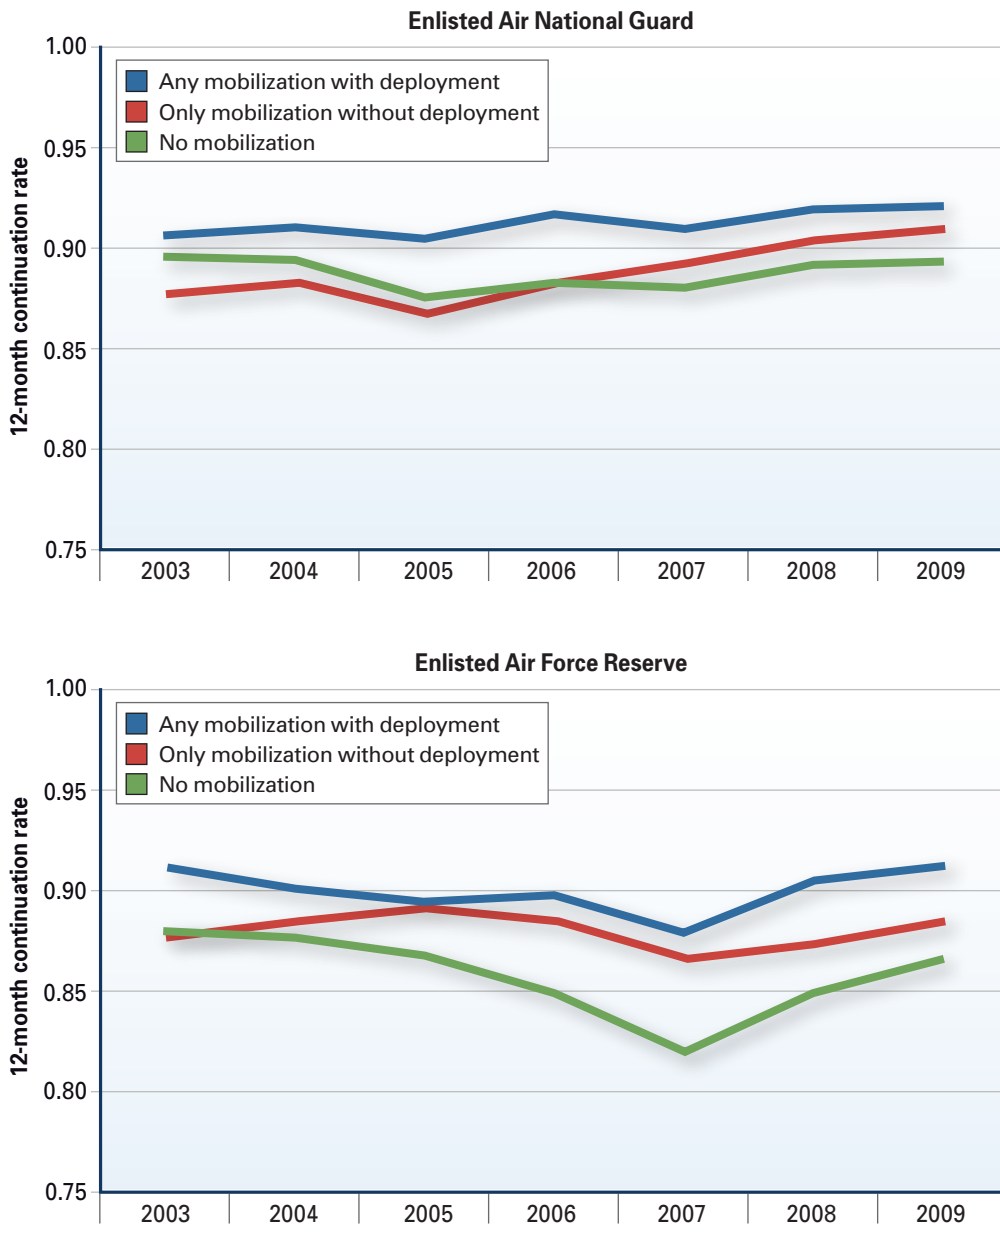 Enlisted Air National Guard
12-month continuation rate
1.00
0.95
0.90
0.85
0.80
0.75
Any mobilization with deployment
Only mobilization without deployment
No mobilization
2003 2004 2005 2006 2007 2008 2009
Enlisted Air Force Reserve
12-month continuation rate
1.00
0.95
0.90
0.85
0.80
0.75
Any mobilization with deployment
Only mobilization without deployment
No mobilization
2003 2004 2005 2006 2007 2008 2009